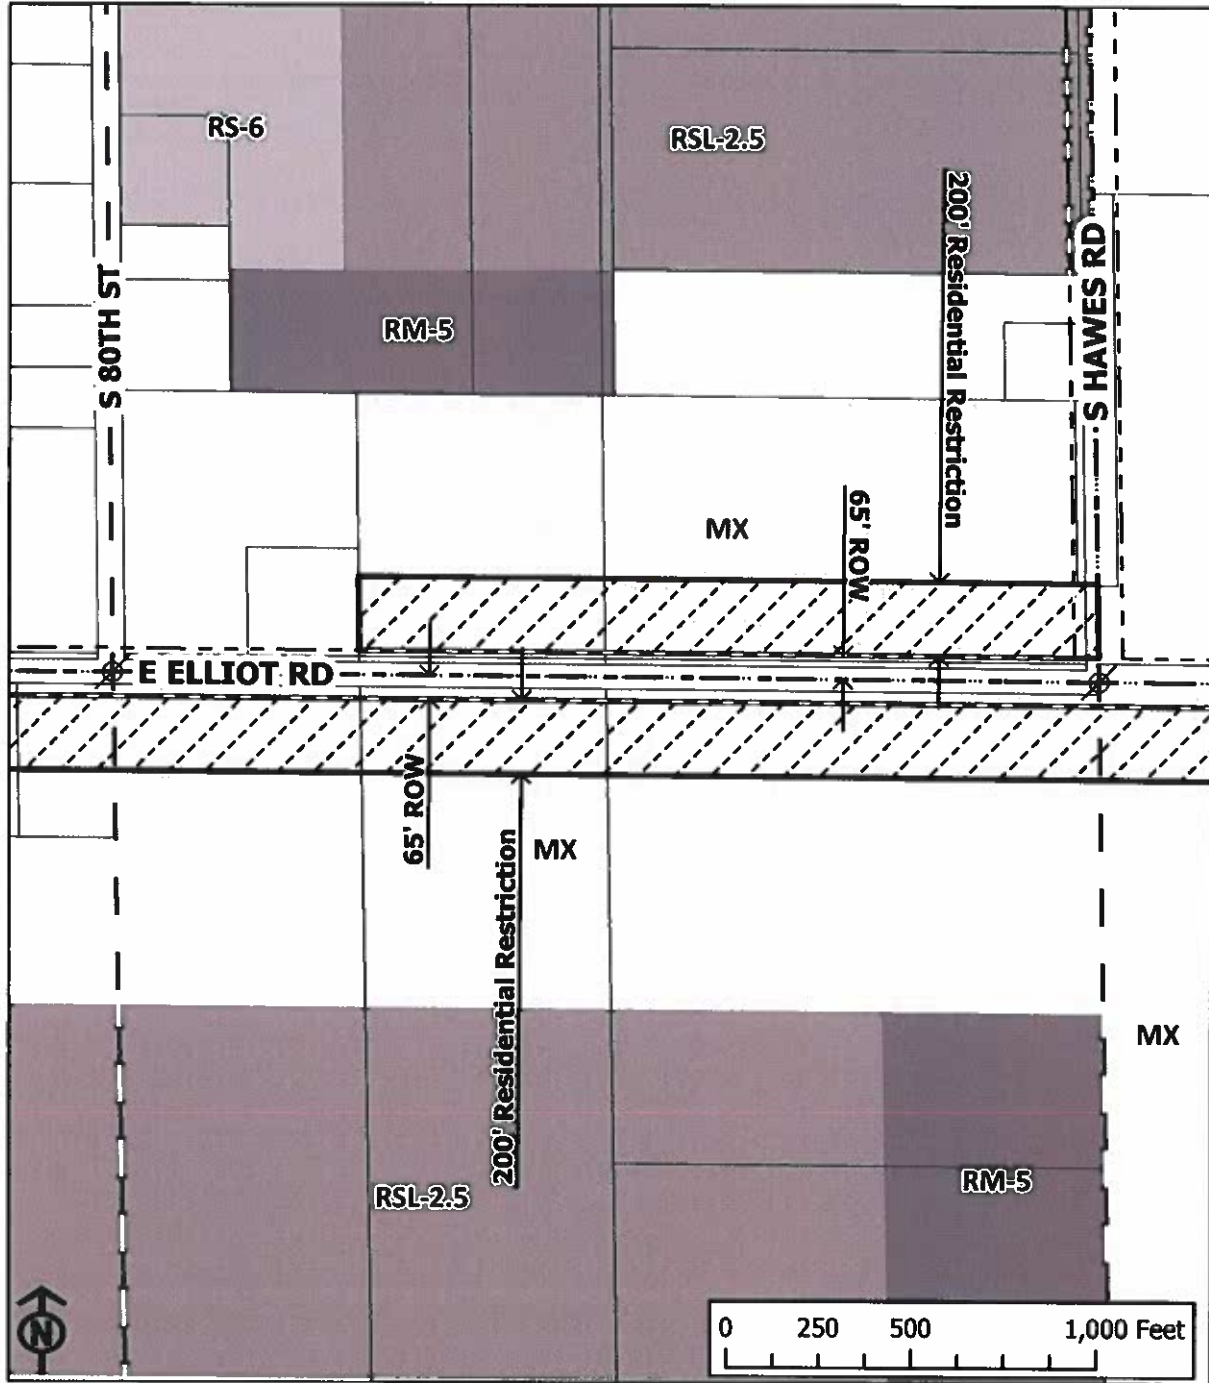 RS-6
RSL-2.5
200' Residential Restriction
S HAWES RD
S 80TH ST
RM-5
MX
65' ROW
E ELLIOT RD
65' ROW
MX
200' Residential Restriction
MX
RSL-2.5
RM-5
N
0 250 500 1,000 Feet